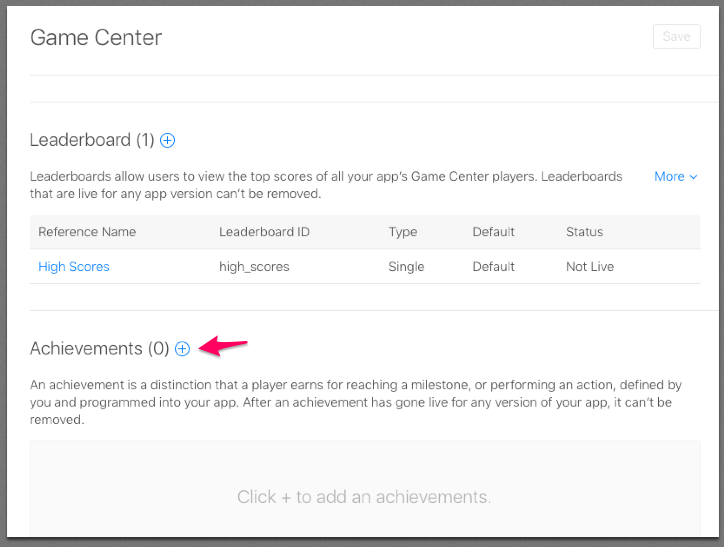 Game Center
Save
Leaderboard (1)
Leaderboards allow users to view the top scores of all your app's Game Center players. Leaderboards
that are live for any app version can't be removed.
More
Reference Name Leaderboard ID Type Default Status
High Scores high_scores Single Default Not Live
Achievements (0)
An achievement is a distinction that a player earns for reaching a milestone, or performing an action, defined by
you and programmed into your app. After an achievement has gone live for any version of your app, it can't be
removed.
Click + to add an achievements.